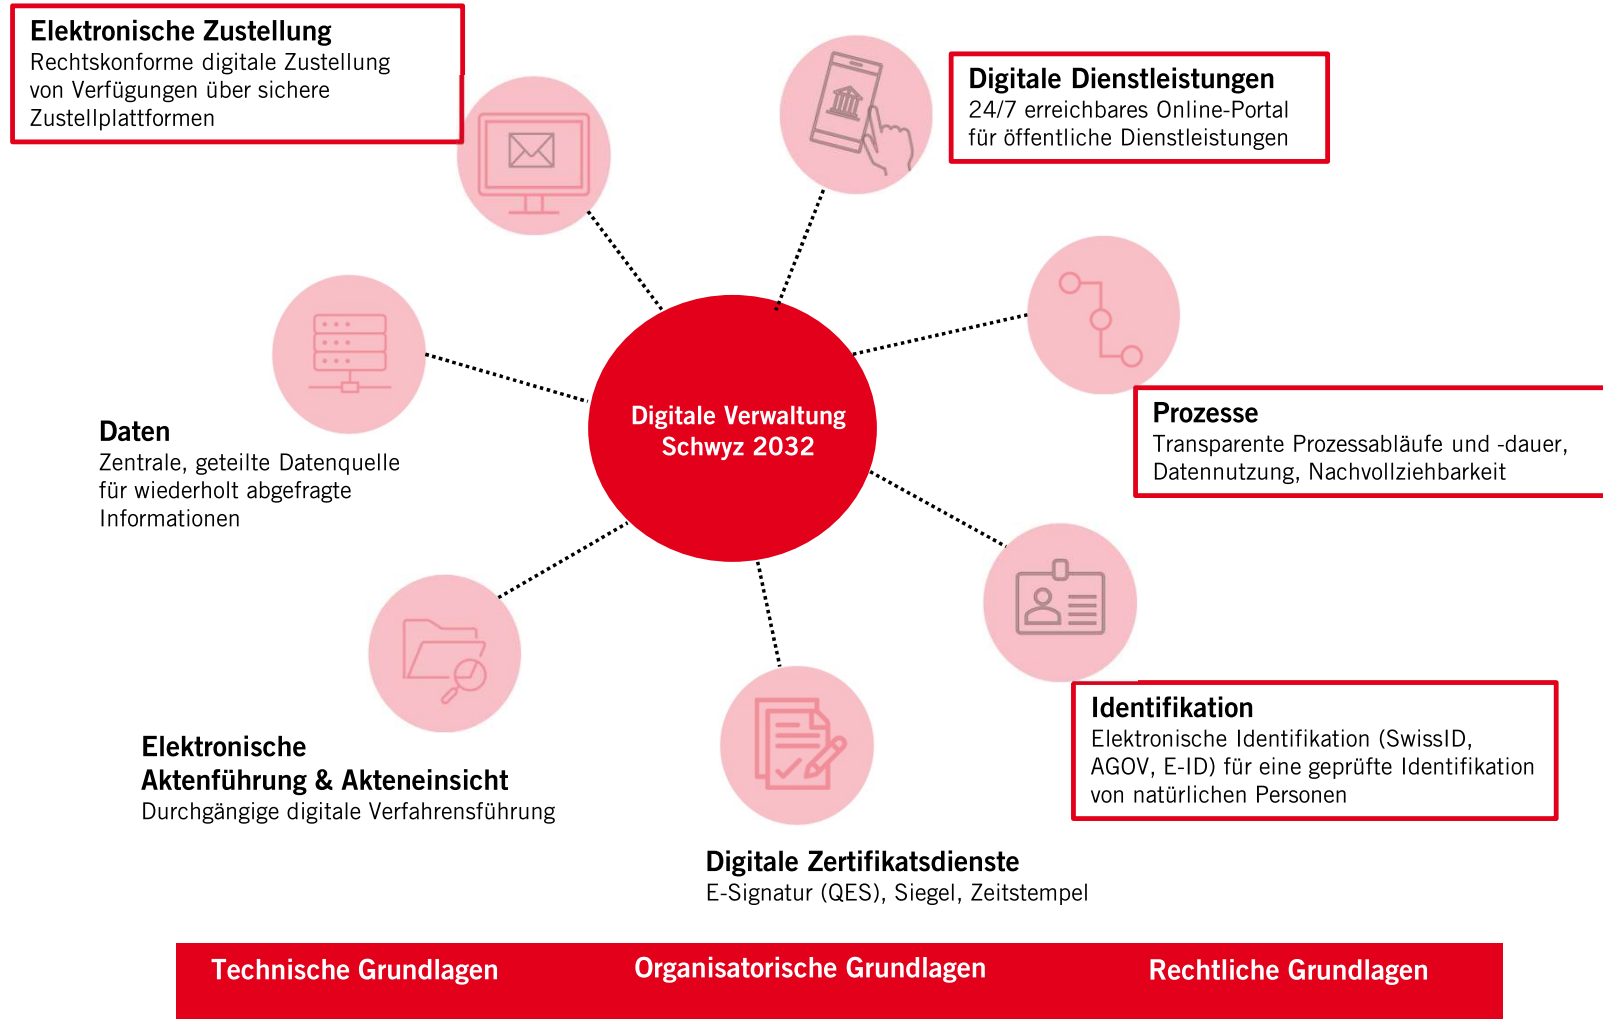 Elektronische Zustellung
Rechtskonforme digitale Zustellung
von Verfügungen über sichere
Zustellplattformen
Digitale Dienstleistungen
24/7 erreichbares Online-Portal
für öffentliche Dienstleistungen
Digitale Verwaltung
Schwyz 2032
Prozesse
Transparente Prozessabläufe und -dauer,
Datennutzung, Nachvollziehbarkeit
Daten
Zentrale, geteilte Datenquelle
für wiederholt abgefragte
Informationen
Identifikation
Elektronische Identifikation (SwissID,
AGOV, E-ID) für eine geprüfte Identifikation
von natürlichen Personen
Elektronische
Aktenführung & Akteneinsicht
Durchgängige digitale Verfahrensführung
Digitale Zertifikatsdienste
E-Signatur (QES), Siegel, Zeitstempel
Technische Grundlagen
Organisatorische Grundlagen
Rechtliche Grundlagen